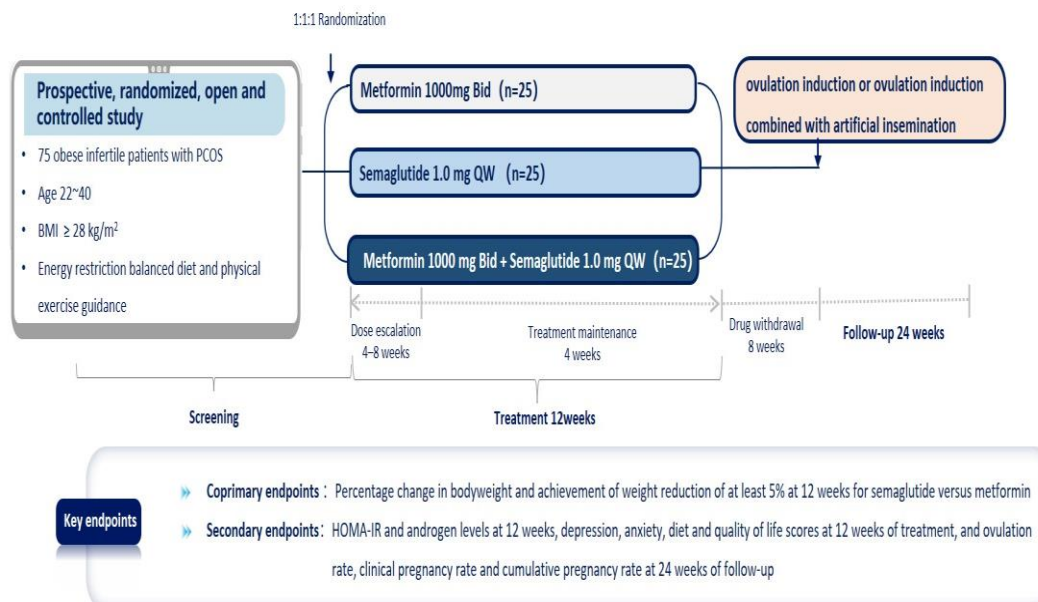 1:1:1 Randomization
Prospective, randomized, open and
controlled study
• 75 obese infertile patients with PCOS
• Age 22~40
• BMI ≥ 28 kg/m²
• Energy restriction balanced diet and physical
exercise guidance
Metformin 1000mg Bid (n=25)
Semaglutide 1.0 mg QW (n=25)
Metformin 1000 mg Bid + Semaglutide 1.0 mg QW (n=25)
ovulation induction or ovulation induction
combined with artificial insemination
Dose escalation
4–8 weeks
Treatment maintenance
4 weeks
Drug withdrawal
8 weeks
Follow-up 24 weeks
Screening
Treatment 12weeks
Key endpoints
Coprimary endpoints: Percentage change in bodyweight and achievement of weight reduction of at least 5% at 12 weeks for semaglutide versus metformin
Secondary endpoints: HOMA-IR and androgen levels at 12 weeks, depression, anxiety, diet and quality of life scores at 12 weeks of treatment, and ovulation
rate, clinical pregnancy rate and cumulative pregnancy rate at 24 weeks of follow-up